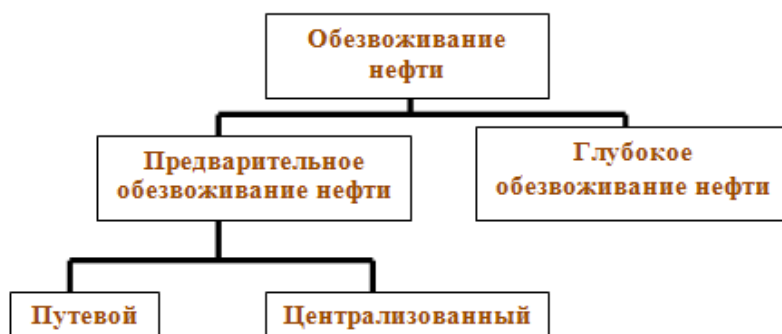 Обезвоживание
нефти
Предварительное
обезвоживание нефти
Глубокое
обезвоживание нефти
Путевой
Централизованный